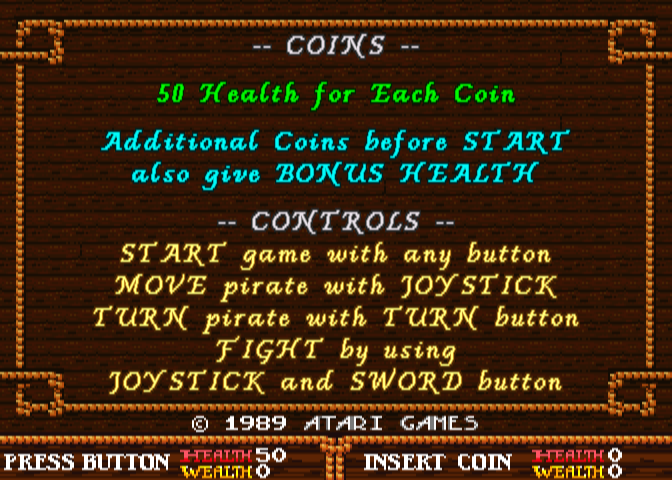 -- COINS --
50 Health for Each Coin
Additional Coins before START
also give BONUS HEALTH
-- CONTROLS --
START game with any button
MOVE pirate with JOYSTICK
TURN pirate with TURN button
FIGHT by using
JOYSTICK and SWORD button
© 1989 ATARI GAMES
PRESS BUTTON HEALTH 50 INSERT COIN HEALTH 0
WEALTH 0 WEALTH 0